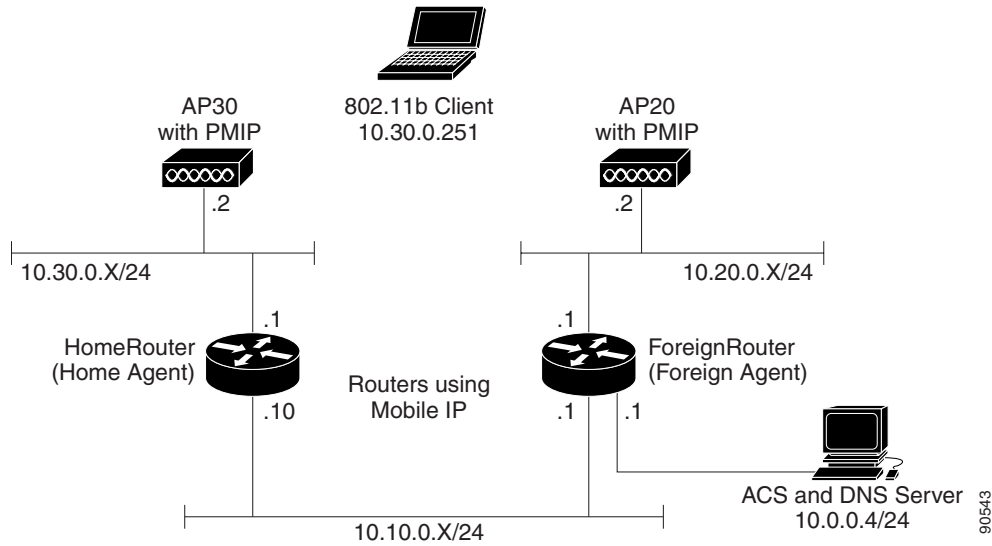 AP30
with PMIP
802.11b Client
10.30.0.251
AP20
with PMIP
.2
.2
10.30.0.X/24
10.20.0.X/24
.1
.1
HomeRouter
(Home Agent)
ForeignRouter
(Foreign Agent)
Routers using
Mobile IP
.10
.1
.1
ACS and DNS Server
10.0.0.4/24
10.10.0.X/24
90543